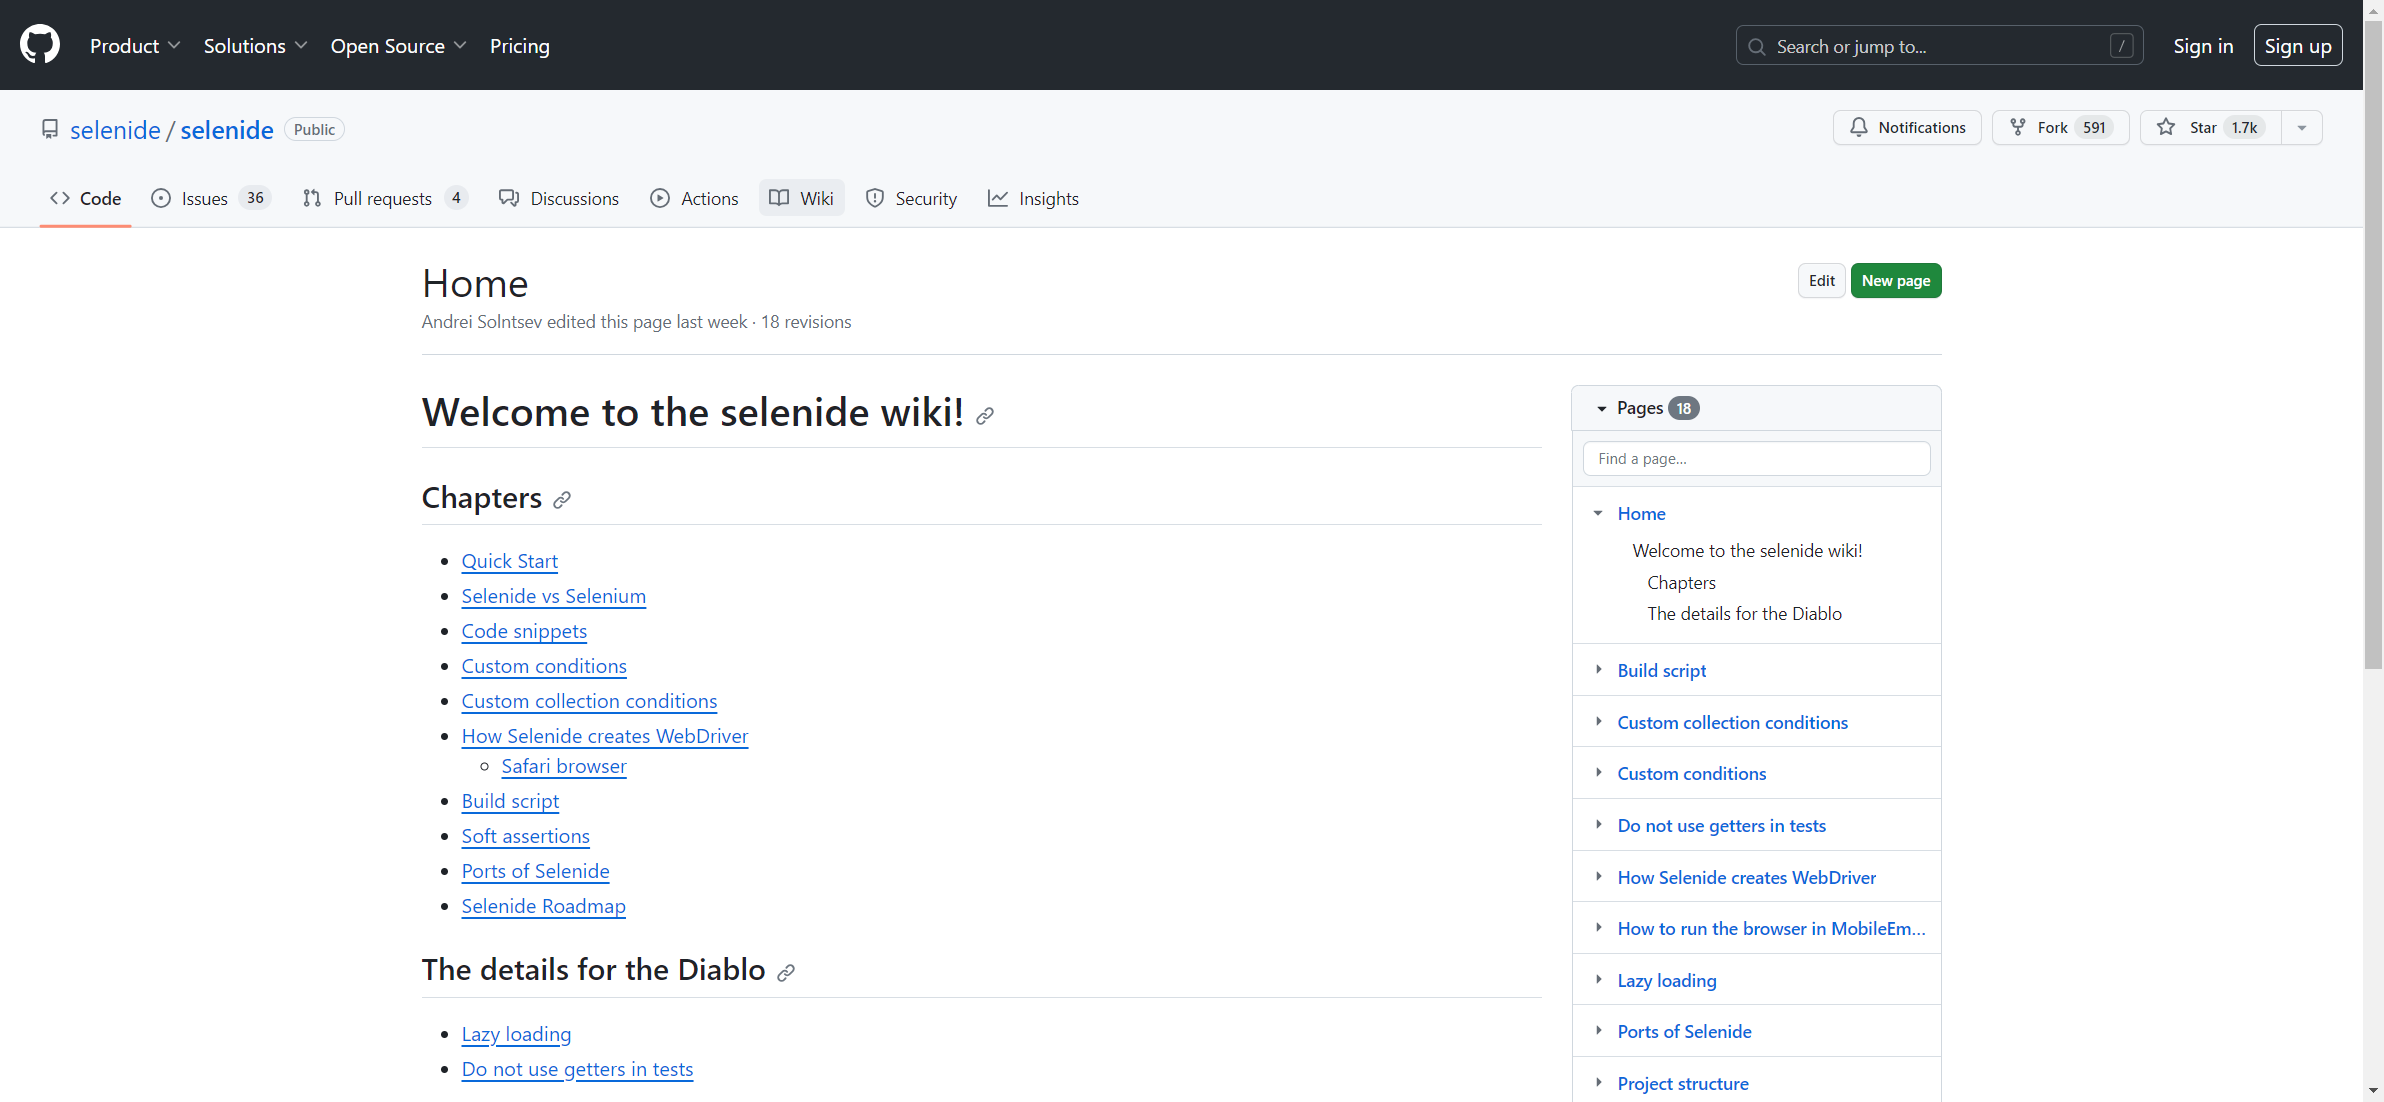 Product Solutions Open Source Pricing Search or jump to... / Sign in Sign up
selenide / selenide Public Notifications Fork 591 Star 1.7k
Code Issues 36 Pull requests 4 Discussions Actions Wiki Security Insights
Home
Edit New page
Andrei Solntsev edited this page last week · 18 revisions
Welcome to the selenide wiki!
Chapters
Quick Start
Selenide vs Selenium
Code snippets
Custom conditions
Custom collection conditions
How Selenide creates WebDriver
Safari browser
Build script
Soft assertions
Ports of Selenide
Selenide Roadmap
The details for the Diablo
Lazy loading
Do not use getters in tests
Pages 18
Find a page...
Home
Welcome to the selenide wiki!
Chapters
The details for the Diablo
Build script
Custom collection conditions
Custom conditions
Do not use getters in tests
How Selenide creates WebDriver
How to run the browser in MobileEm...
Lazy loading
Ports of Selenide
Project structure